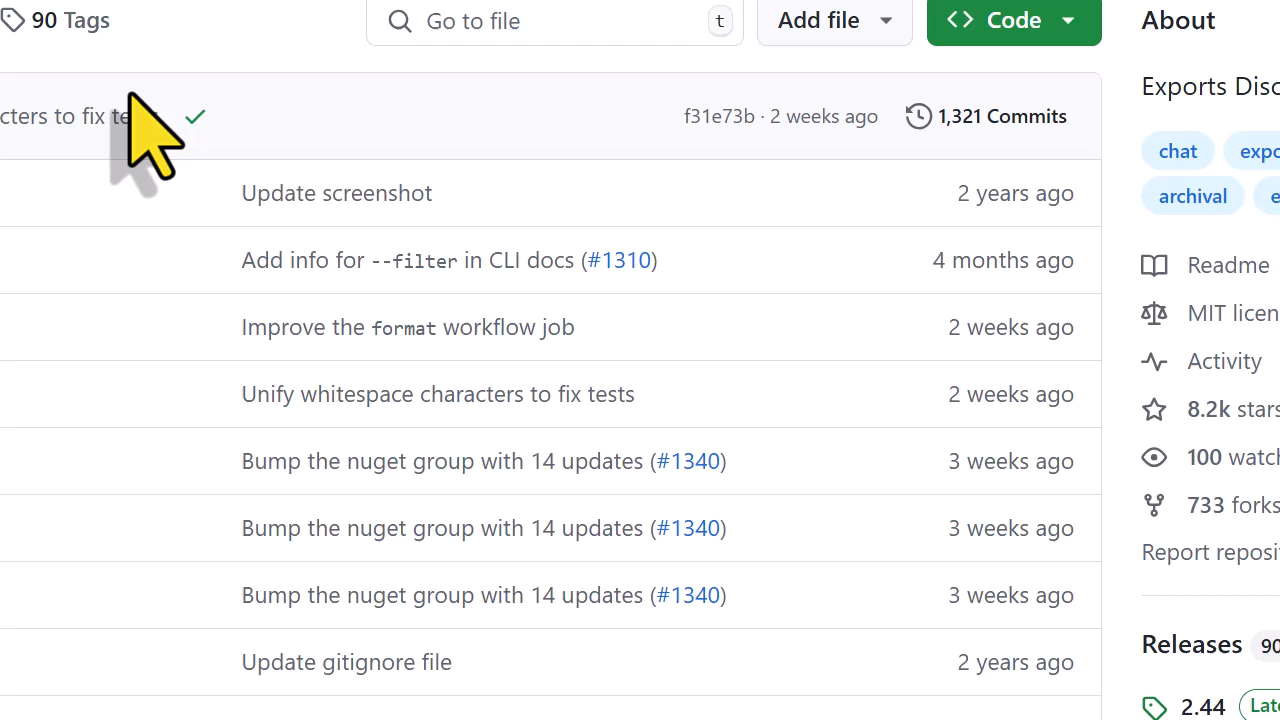 90 Tags
Go to file
t
Add file
Code
About
cters to fix
f31e73b · 2 weeks ago
1,321 Commits
Exports Disc
chat
expo
archival
e
Update screenshot
2 years ago
Add info for --filter in CLI docs (#1310)
4 months ago
Readme
MIT licen
Improve the format workflow job
2 weeks ago
Activity
Unify whitespace characters to fix tests
2 weeks ago
8.2k stars
Bump the nuget group with 14 updates (#1340)
3 weeks ago
100 watch
733 forks
Bump the nuget group with 14 updates (#1340)
3 weeks ago
Report reposi
Bump the nuget group with 14 updates (#1340)
3 weeks ago
Releases 90
Update gitignore file
2 years ago
2.44
Late